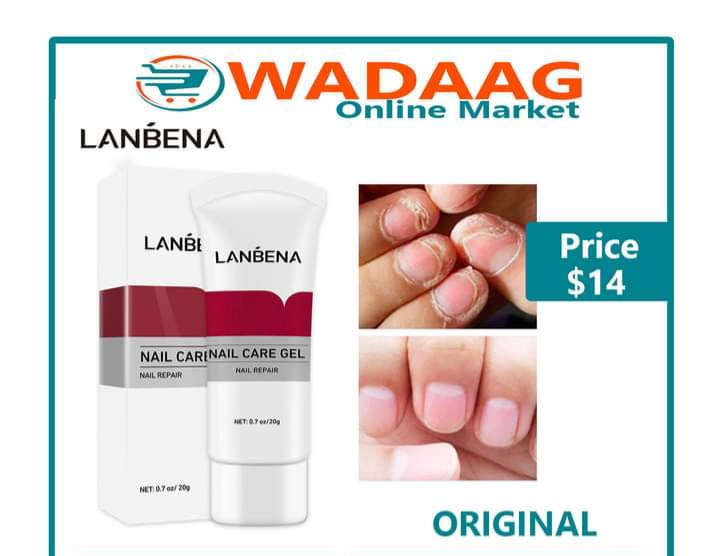 WADAAG
Online Market
LANBENA
LANBE
LANBENA
NAIL CARE
NAIL REPAIR
NAIL CARE GEL
NAIL REPAIR
NET: 0.7 oz/20g
NET: 0.7 oz/ 20g
Price
$14
ORIGINAL